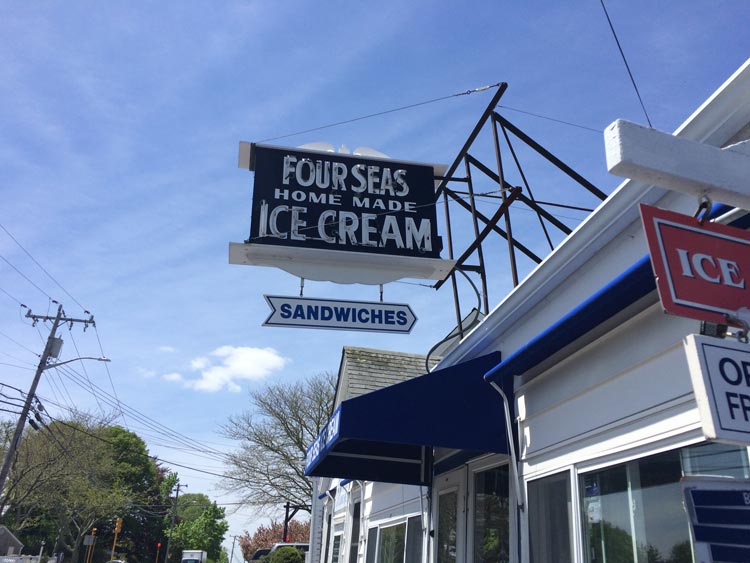 FOUR SEAS
HOME MADE
ICE CREAM
SANDWICHES
ICE